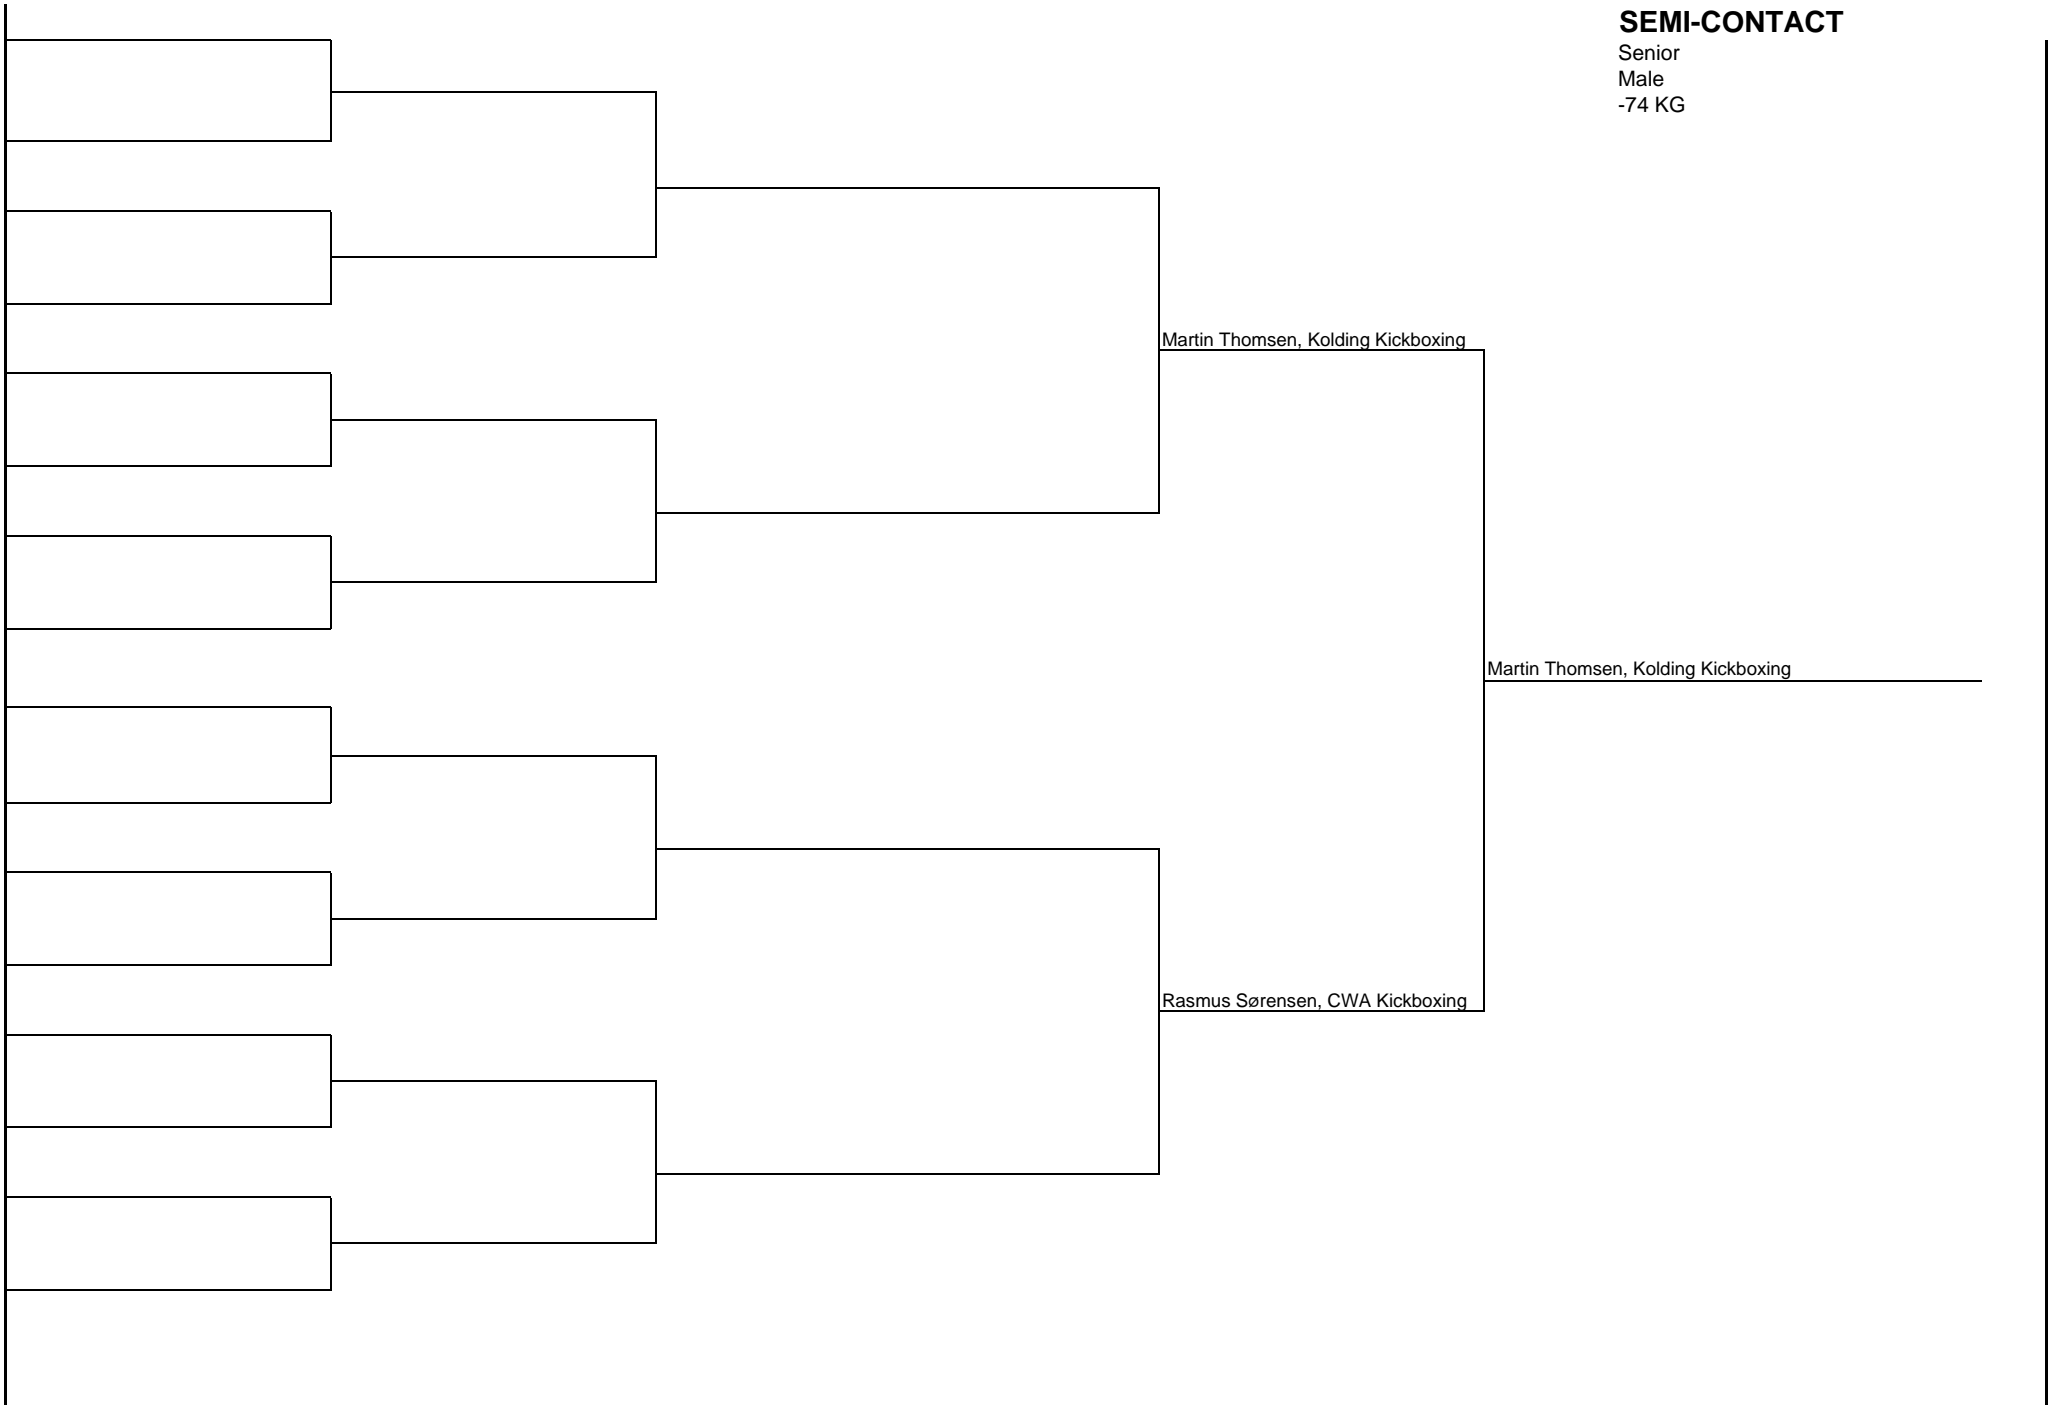 SEMI-CONTACT
Senior
Male
-74 KG
Martin Thomsen, Kolding Kickboxing
Martin Thomsen, Kolding Kickboxing
Rasmus Sørensen, CWA Kickboxing